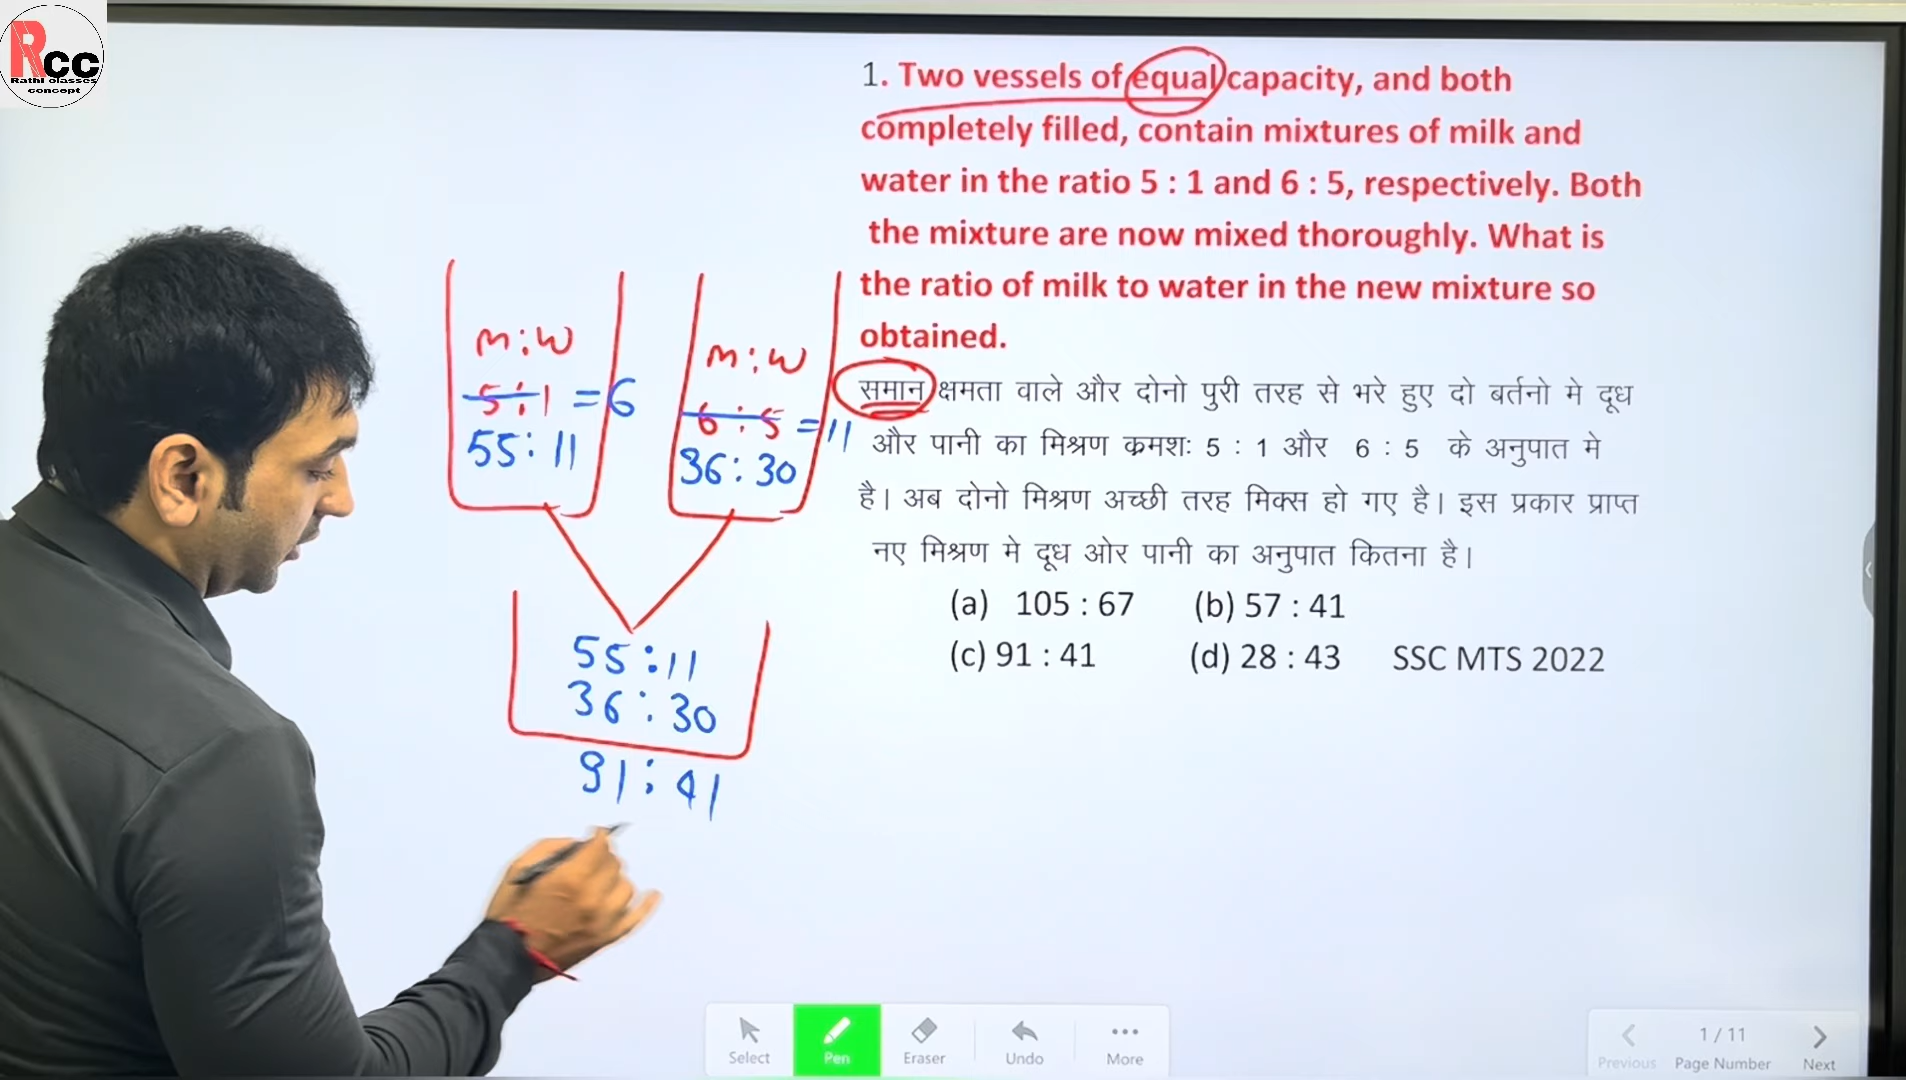 Rcc
Rathi classes
concept
1. Two vessels of equal capacity, and both
completely filled, contain mixtures of milk and
water in the ratio 5 : 1 and 6 : 5, respectively. Both
the mixture are now mixed thoroughly. What is
the ratio of milk to water in the new mixture so
obtained.
समान क्षमता वाले और दोनो पुरी तरह से भरे हुए दो बर्तनो मे दूध
और पानी का मिश्रण क्रमशः 5 : 1 और 6 : 5 के अनुपात मे
है। अब दोनो मिश्रण अच्छी तरह मिक्स हो गए है। इस प्रकार प्राप्त
नए मिश्रण मे दूध ओर पानी का अनुपात कितना है।
(a) 105 : 67 (b) 57 : 41
(c) 91 : 41 (d) 28 : 43 SSC MTS 2022
m:w
5:1 = 6
55:11
m:w
6:5 = 11
36:30
55:11
36:30
91:41
Select Pen Eraser Undo More
1 / 11
Previous Page Number Next